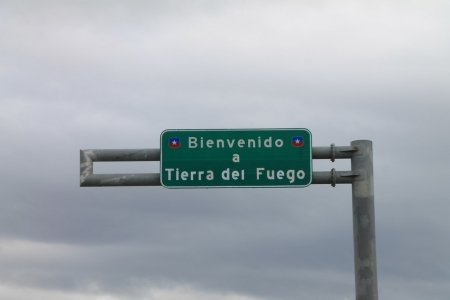 Bienvenido
a
Tierra del Fuego